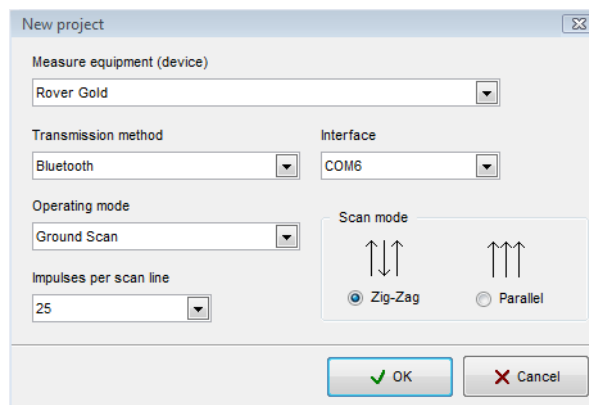 New project
Measure equipment (device)
Rover Gold
Transmission method
Interface
Bluetooth
COM6
Operating mode
Ground Scan
Scan mode
Impulses per scan line
25
Zig-Zag
Parallel
OK
Cancel